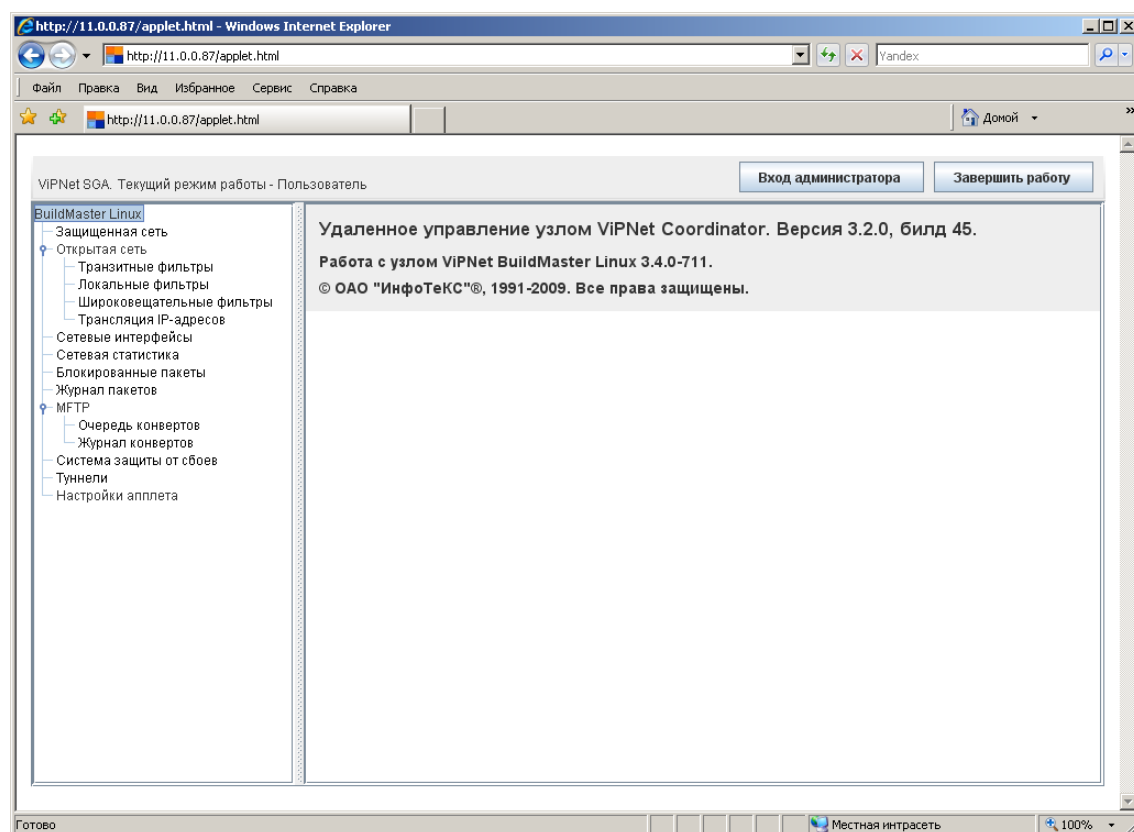 http://11.0.0.87/applet.html - Windows Internet Explorer
http://11.0.0.87/applet.html
Yandex
Файл Правка Вид Избранное Сервис Справка
http://11.0.0.87/applet.html
Домой
ViPNet SGA. Текущий режим работы - Пользователь
Вход администратора
Завершить работу
BuildMaster Linux
Защищенная сеть
Открытая сеть
Транзитные фильтры
Локальные фильтры
Широковещательные фильтры
Трансляция IP-адресов
Сетевые интерфейсы
Сетевая статистика
Блокированные пакеты
Журнал пакетов
MFTP
Очередь конвертов
Журнал конвертов
Система защиты от сбоев
Туннели
Настройки апплета
Удаленное управление узлом ViPNet Coordinator. Версия 3.2.0, билд 45.
Работа с узлом ViPNet BuildMaster Linux 3.4.0-711.
© ОАО "ИнфоТеКС"®, 1991-2009. Все права защищены.
Готово
Местная интрасеть
100%